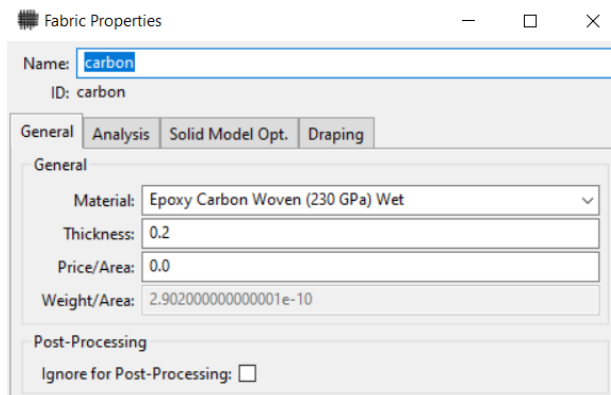 Fabric Properties
Name: carbon
ID: carbon
General Analysis Solid Model Opt. Draping
General
Material: Epoxy Carbon Woven (230 GPa) Wet
Thickness: 0.2
Price/Area: 0.0
Weight/Area: 2.902000000000001e-10
Post-Processing
Ignore for Post-Processing: